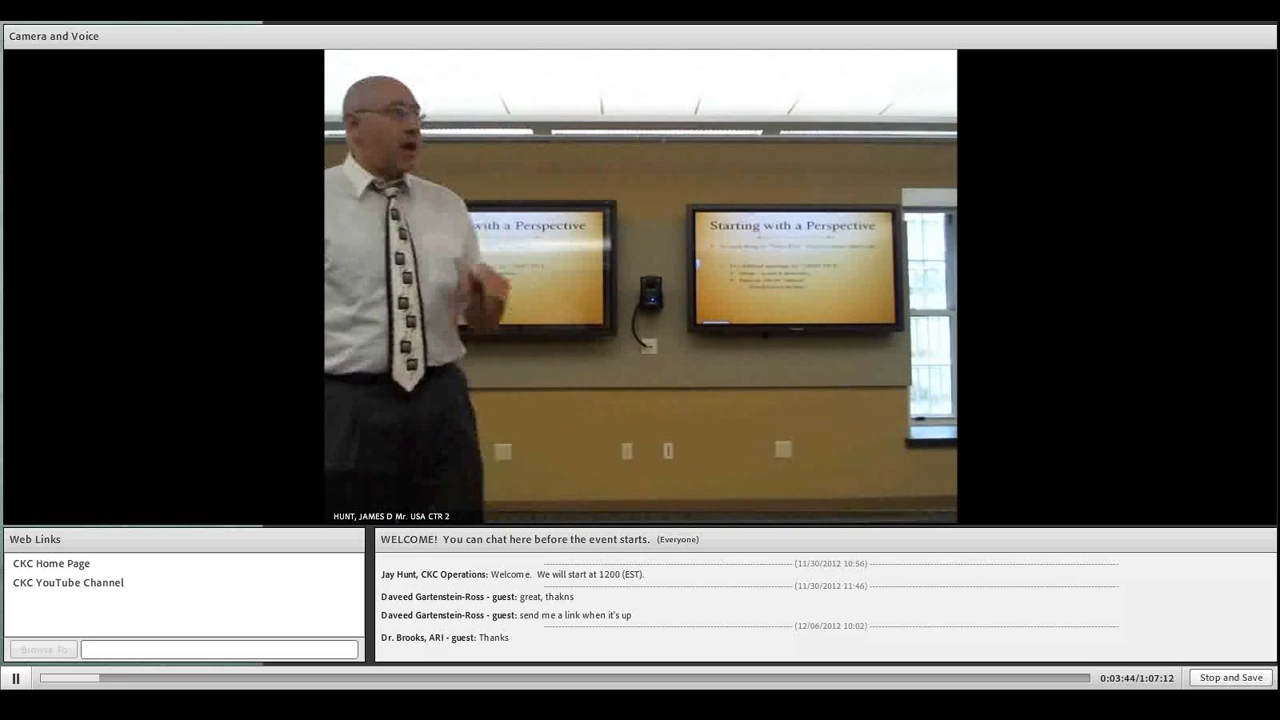 Camera and Voice
with a Perspective
Starting with a Perspective
HUNT, JAMES D Mr. USA CTR 2
Web Links
CKC Home Page
CKC YouTube Channel
Browse To
WELCOME! You can chat here before the event starts. (Everyone)
(11/30/2012 10:56)
Jay Hunt, CKC Operations: Welcome. We will start at 1200 (EST).
(11/30/2012 11:46)
Daveed Gartenstein-Ross - guest: great, thakns
Daveed Gartenstein-Ross - guest: send me a link when it's up
(12/06/2012 10:02)
Dr. Brooks, ARI - guest: Thanks
0:03:44/1:07:12
Stop and Save